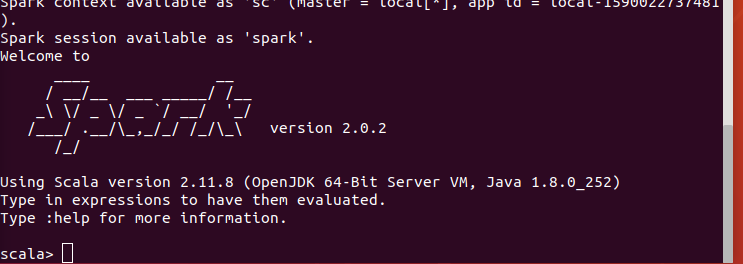 Spark context available as 'sc' (master = local[*], app id = local-1590022737481
).
Spark session available as 'spark'.
Welcome to
      ____              __
     / __/__  ___ _____/ /__
    _\ \/ _ \/ _ `/ __/  '_/
   /___/ .__/\_,_/_/ /_/\_\   version 2.0.2
      /_/
Using Scala version 2.11.8 (OpenJDK 64-Bit Server VM, Java 1.8.0_252)
Type in expressions to have them evaluated.
Type :help for more information.
scala>